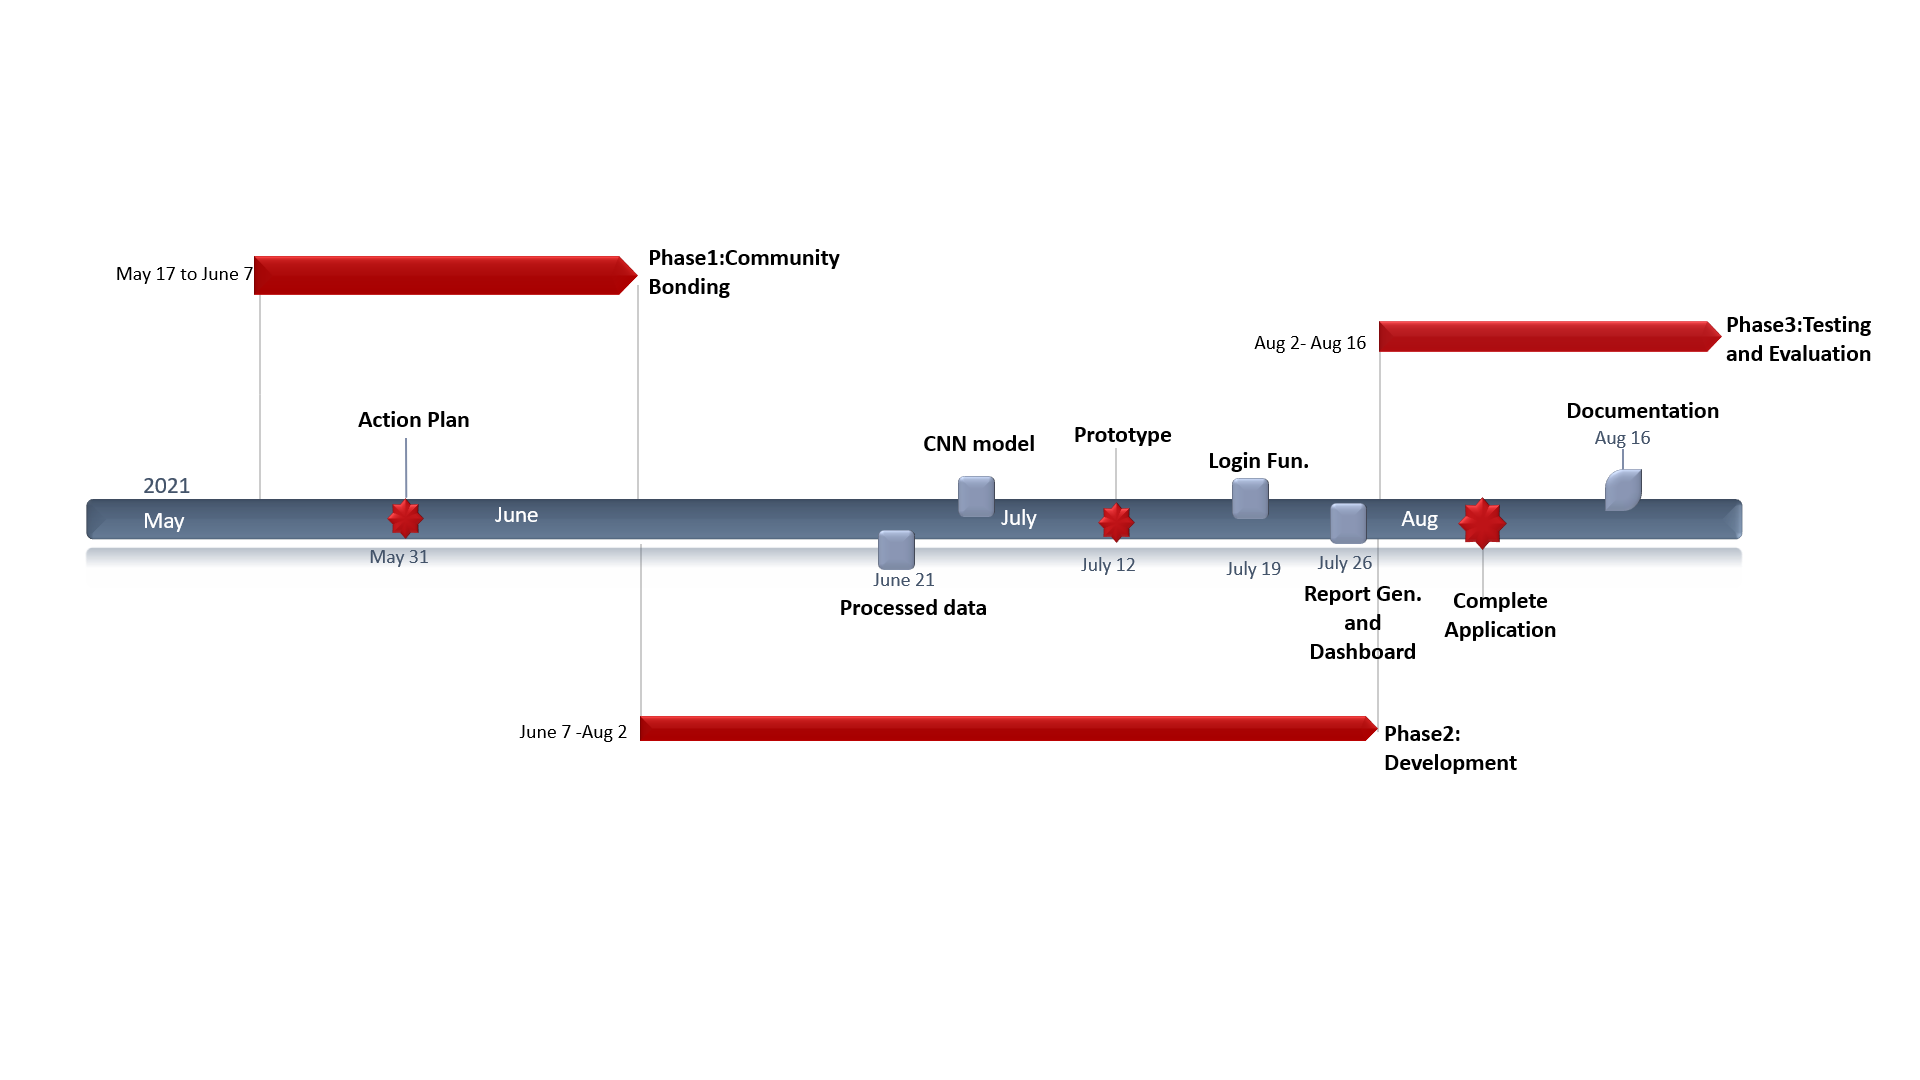 May 17 to June 7
Phase1:Community
Bonding
Aug 2- Aug 16
Phase3:Testing
and Evaluation
Action Plan
CNN model
Prototype
Login Fun.
Documentation
Aug 16
2021
May
June
July
Aug
May 31
June 21
Processed data
July 12
July 19
July 26
Report Gen.
and
Dashboard
Complete
Application
June 7 -Aug 2
Phase2:
Development